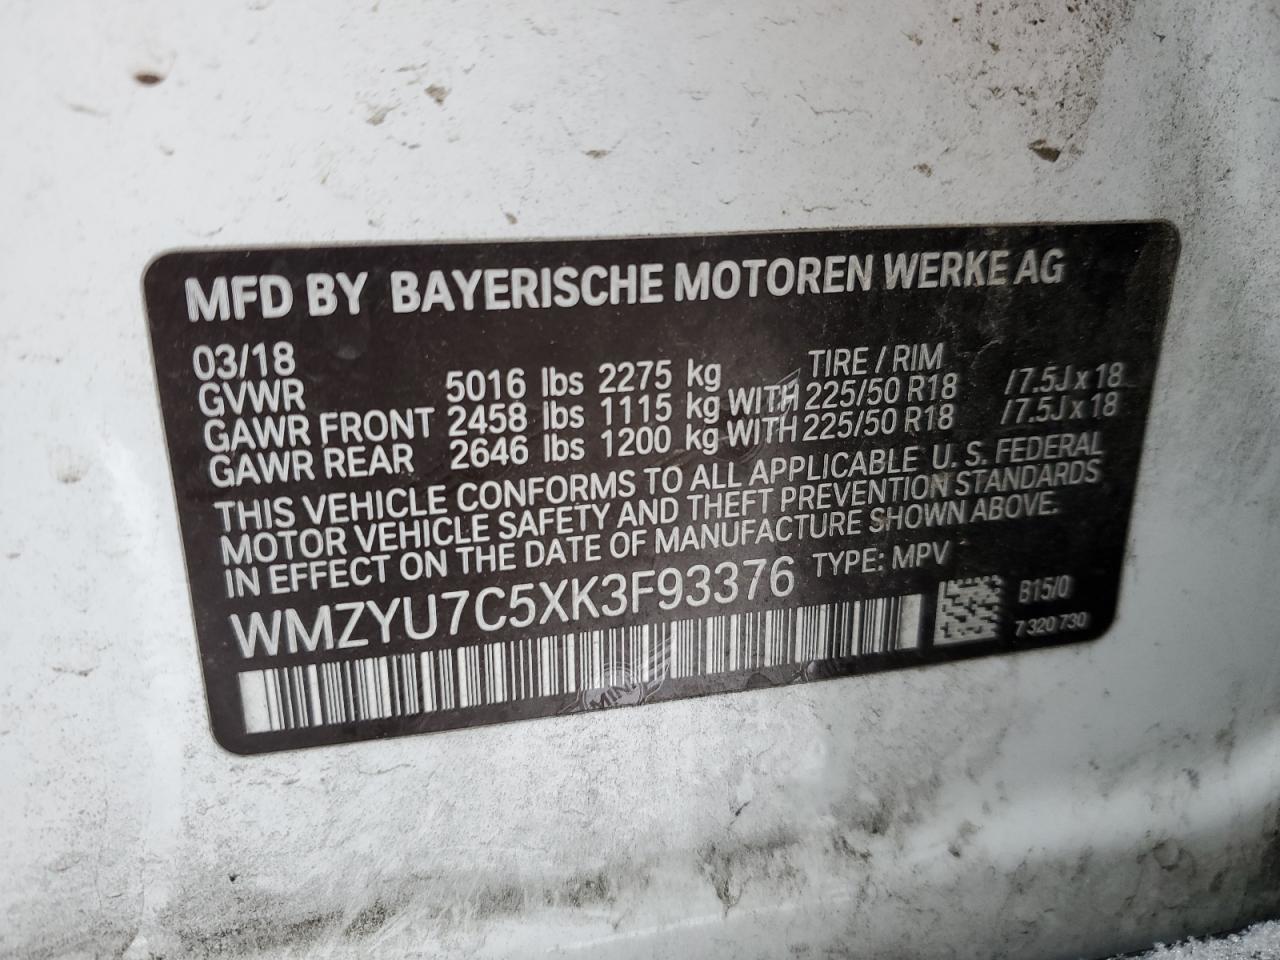 MFD BY BAYERISCHE MOTOREN WERKE AG
03/18 TIRE / RIM
GVWR 5016 lbs 2275 kg
GAWR FRONT 2458 lbs 1115 kg WITH 225/50 R18 /7.5J x 18
GAWR REAR 2646 lbs 1200 kg WITH 225/50 R18 /7.5J x 18
THIS VEHICLE CONFORMS TO ALL APPLICABLE U. S. FEDERAL
MOTOR VEHICLE SAFETY AND THEFT PREVENTION STANDARDS
IN EFFECT ON THE DATE OF MANUFACTURE SHOWN ABOVE.
WMZYU7C5XK3F93376 TYPE: MPV
B15/0
7 320 730
MINI